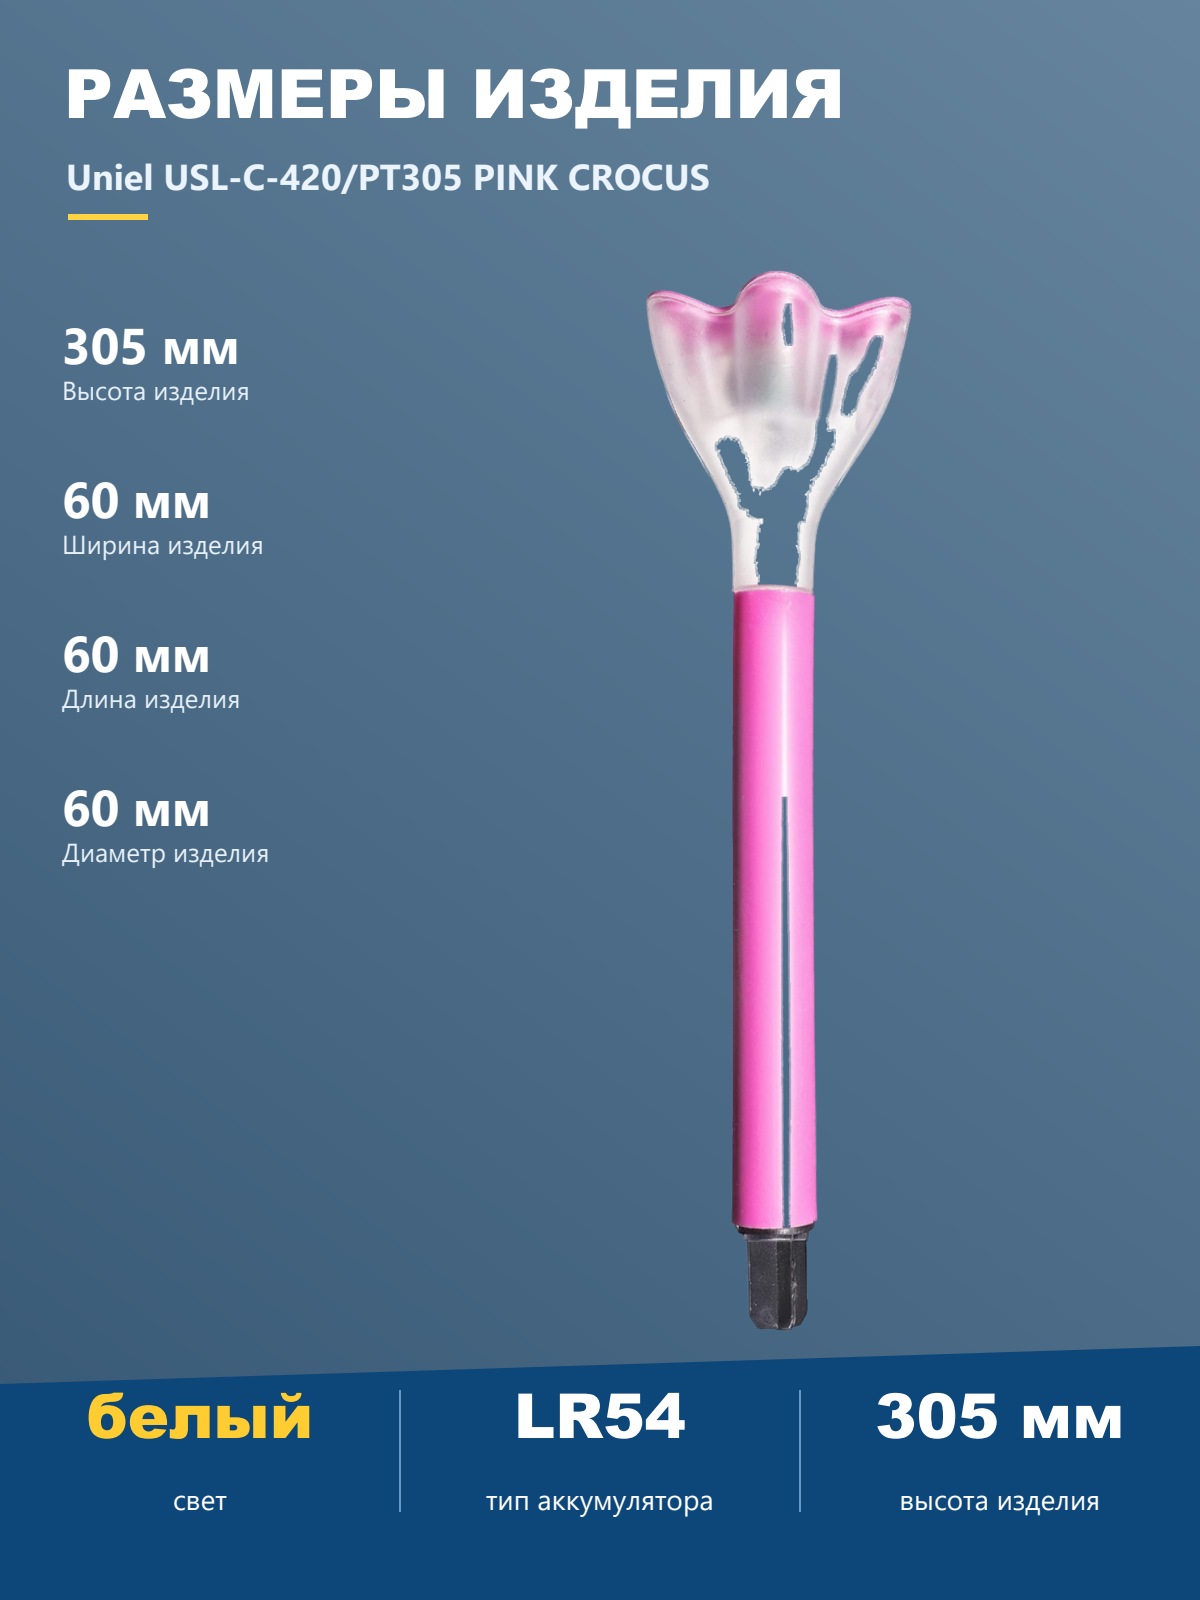 РАЗМЕРЫ ИЗДЕЛИЯ
Uniel USL-C-420/PT305 PINK CROCUS
305 мм
Высота изделия
60 мм
Ширина изделия
60 мм
Длина изделия
60 мм
Диаметр изделия
белый
свет
LR54
тип аккумулятора
305 мм
высота изделия